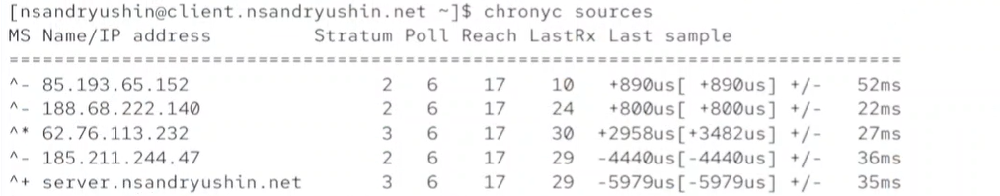 [nsandryushin@client.nsandryushin.net ~]$ chronyc sources
MS Name/IP address         Stratum Poll Reach LastRx Last sample
===============================================================================
^- 85.193.65.152                 2   6    17    10   +890us[ +890us] +/-   52ms
^- 188.68.222.140                2   6    17    24   +800us[ +800us] +/-   22ms
^* 62.76.113.232                 3   6    17    30  +2958us[+3482us] +/-   27ms
^- 185.211.244.47                2   6    17    29  -4440us[-4440us] +/-   36ms
^+ server.nsandryushin.net       3   6    17    29  -5979us[-5979us] +/-   35ms